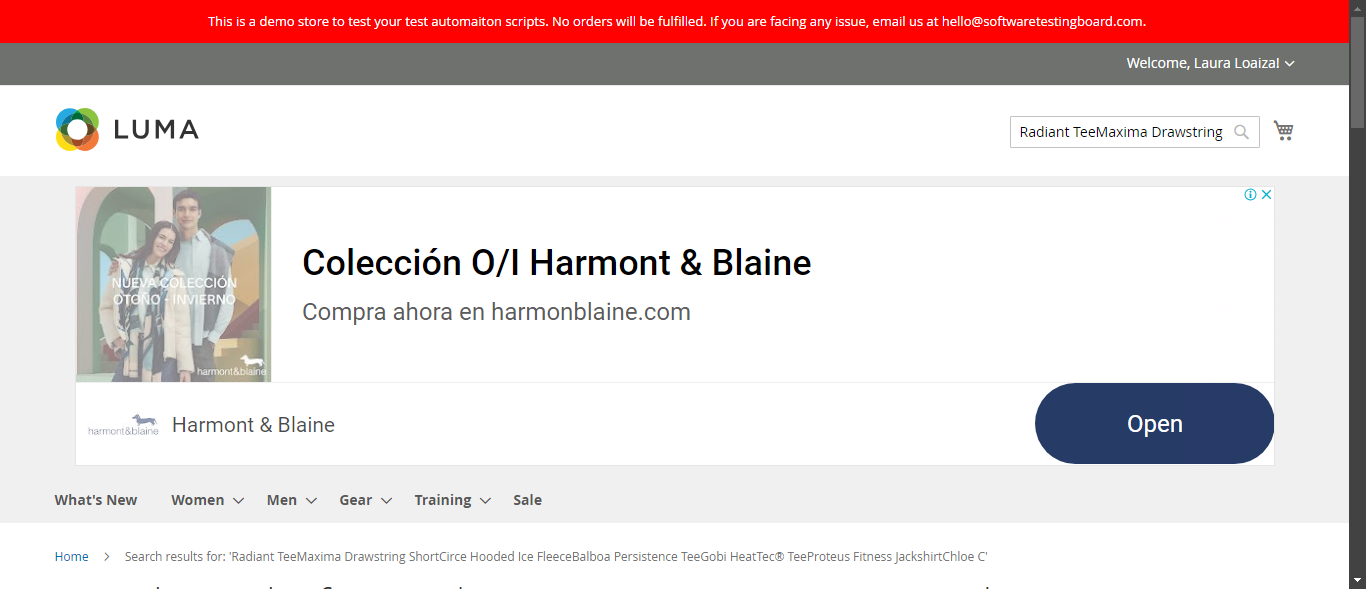 This is a demo store to test your test automaiton scripts. No orders will be fulfilled. If you are facing any issue, email us at hello@softwaretestingboard.com.
Welcome, Laura Loaiza!
LUMA
Radiant TeeMaxima Drawstring
NUEVA COLECCIÓN
OTOÑO - INVIERNO
harmont&blaine
Colección O/I Harmont & Blaine
Compra ahora en harmonblaine.com
harmont&blaine
Harmont & Blaine
Open
What's New Women Men Gear Training Sale
Home > Search results for: 'Radiant TeeMaxima Drawstring ShortCirce Hooded Ice FleeceBalboa Persistence TeeGobi HeatTec® TeeProteus Fitness JackshirtChloe C'